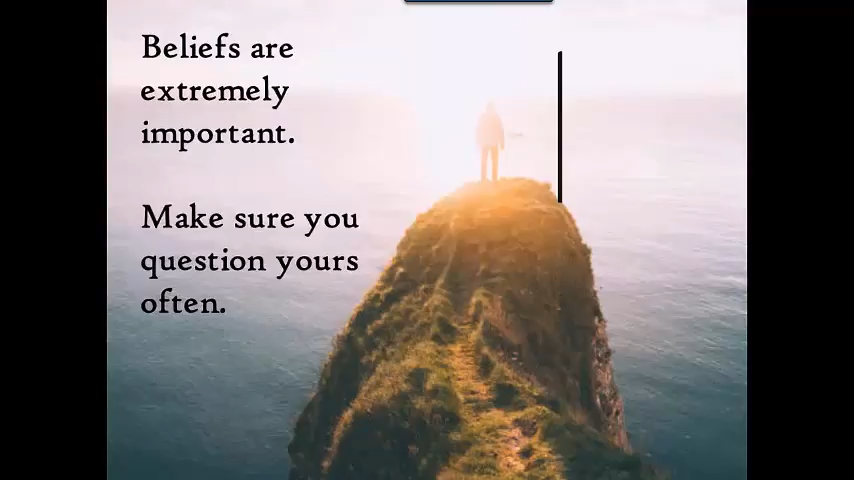 Beliefs are
extremely
important.
Make sure you
question yours
often.